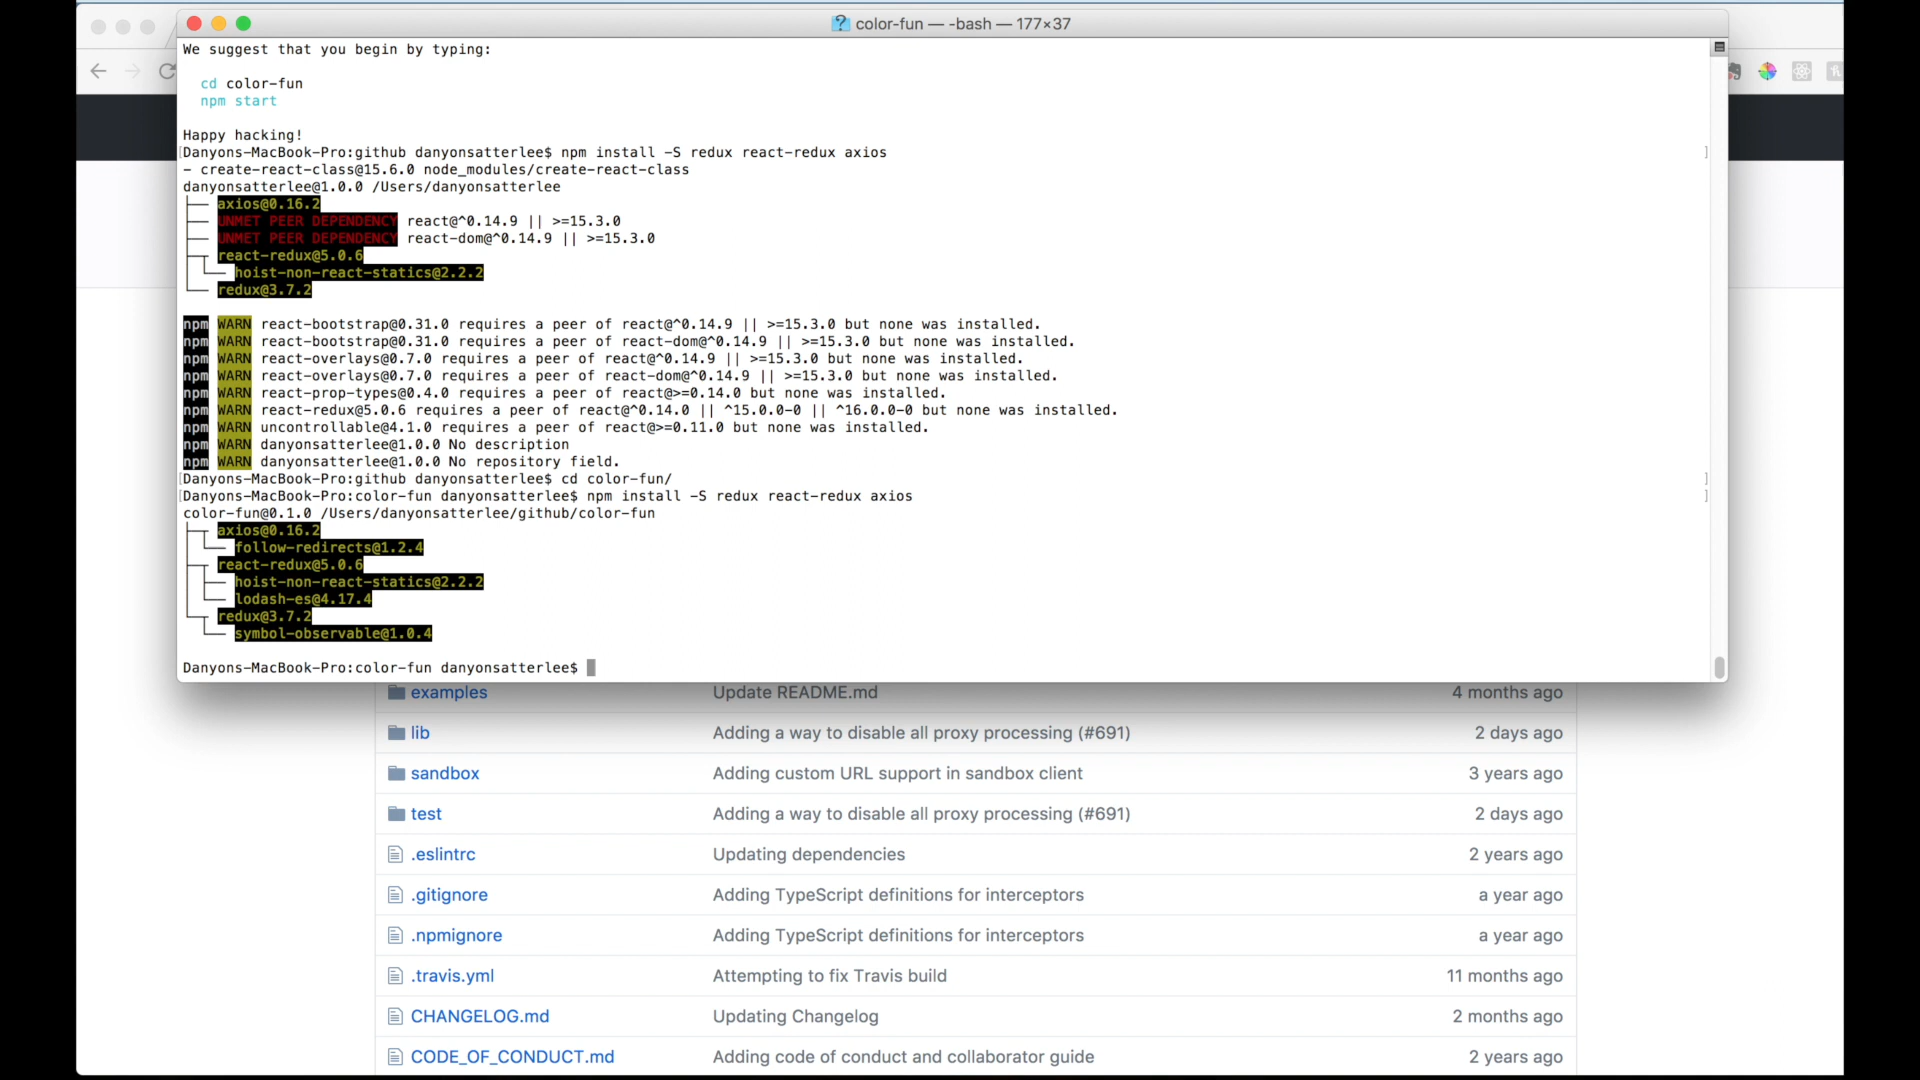 color-fun — -bash — 177×37
We suggest that you begin by typing:
cd color-fun
npm start
Happy hacking!
[Danyons-MacBook-Pro:github danyonsatterlee$ npm install -S redux react-redux axios ]
- create-react-class@15.6.0 node_modules/create-react-class
danyonsatterlee@1.0.0 /Users/danyonsatterlee
├── axios@0.16.2
├── UNMET PEER DEPENDENCY react@^0.14.9 || >=15.3.0
├── UNMET PEER DEPENDENCY react-dom@^0.14.9 || >=15.3.0
├─┬ react-redux@5.0.6
│ └── hoist-non-react-statics@2.2.2
└── redux@3.7.2
npm WARN react-bootstrap@0.31.0 requires a peer of react@^0.14.9 || >=15.3.0 but none was installed.
npm WARN react-bootstrap@0.31.0 requires a peer of react-dom@^0.14.9 || >=15.3.0 but none was installed.
npm WARN react-overlays@0.7.0 requires a peer of react@^0.14.9 || >=15.3.0 but none was installed.
npm WARN react-overlays@0.7.0 requires a peer of react-dom@^0.14.9 || >=15.3.0 but none was installed.
npm WARN react-prop-types@0.4.0 requires a peer of react@>=0.14.0 but none was installed.
npm WARN react-redux@5.0.6 requires a peer of react@^0.14.0 || ^15.0.0-0 || ^16.0.0-0 but none was installed.
npm WARN uncontrollable@4.1.0 requires a peer of react@>=0.11.0 but none was installed.
npm WARN danyonsatterlee@1.0.0 No description
npm WARN danyonsatterlee@1.0.0 No repository field.
[Danyons-MacBook-Pro:github danyonsatterlee$ cd color-fun/ ]
[Danyons-MacBook-Pro:color-fun danyonsatterlee$ npm install -S redux react-redux axios ]
color-fun@0.1.0 /Users/danyonsatterlee/github/color-fun
├─┬ axios@0.16.2
│ └── follow-redirects@1.2.4
├─┬ react-redux@5.0.6
│ ├── hoist-non-react-statics@2.2.2
│ └── lodash-es@4.17.4
└─┬ redux@3.7.2
  └── symbol-observable@1.0.4
Danyons-MacBook-Pro:color-fun danyonsatterlee$
examples Update README.md 4 months ago
lib Adding a way to disable all proxy processing (#691) 2 days ago
sandbox Adding custom URL support in sandbox client 3 years ago
test Adding a way to disable all proxy processing (#691) 2 days ago
.eslintrc Updating dependencies 2 years ago
.gitignore Adding TypeScript definitions for interceptors a year ago
.npmignore Adding TypeScript definitions for interceptors a year ago
.travis.yml Attempting to fix Travis build 11 months ago
CHANGELOG.md Updating Changelog 2 months ago
CODE_OF_CONDUCT.md Adding code of conduct and collaborator guide 2 years ago